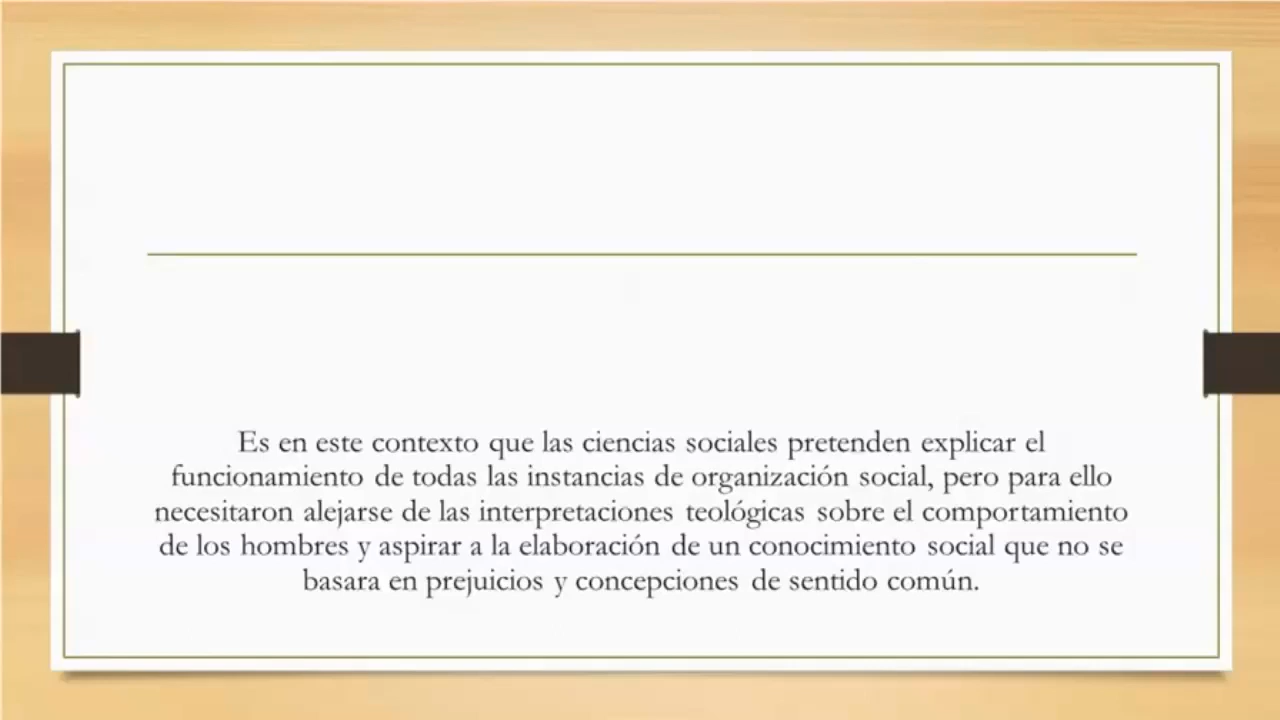 Es en este contexto que las ciencias sociales pretenden explicar el
funcionamiento de todas las instancias de organización social, pero para ello
necesitaron alejarse de las interpretaciones teológicas sobre el comportamiento
de los hombres y aspirar a la elaboración de un conocimiento social que no se
basara en prejuicios y concepciones de sentido común.